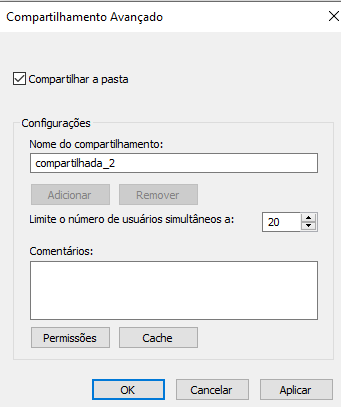 Compartilhamento Avançado
Compartilhar a pasta
Configurações
Nome do compartilhamento:
compartilhada_2
Adicionar Remover
Limite o número de usuários simultâneos a: 20
Comentários:
Permissões Cache
OK Cancelar Aplicar